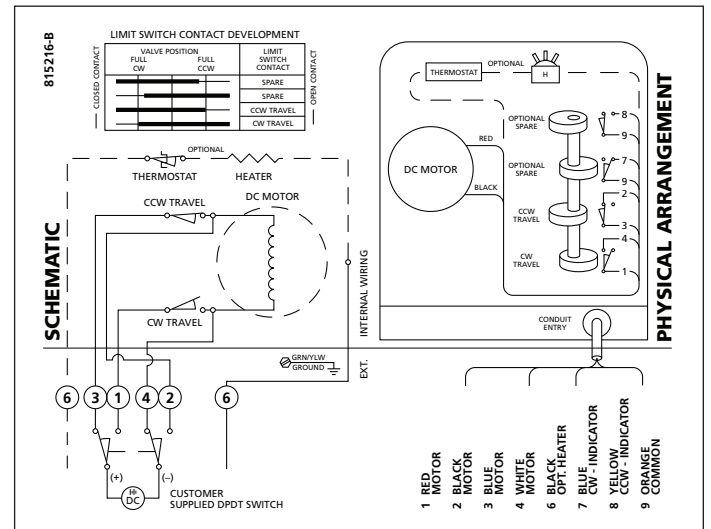 815216-B
LIMIT SWITCH CONTACT DEVELOPMENT
CLOSED CONTACT
VALVE POSITION
FULL CW
FULL CCW
LIMIT SWITCH CONTACT
SPARE
SPARE
CCW TRAVEL
CW TRAVEL
OPEN CONTACT
SCHEMATIC
OPTIONAL
THERMOSTAT
HEATER
CCW TRAVEL
DC MOTOR
CW TRAVEL
INTERNAL WIRING
EXT.
GRN/YLW
GROUND
6
3
1
4
2
6
(+)
(–)
DC
CUSTOMER
SUPPLIED DPDT SWITCH
PHYSICAL ARRANGEMENT
THERMOSTAT
OPTIONAL
H
RED
DC MOTOR
BLACK
OPTIONAL
SPARE
OPTIONAL
SPARE
CCW
TRAVEL
CW
TRAVEL
8
9
7
9
2
3
4
1
CONDUIT
ENTRY
1 RED
MOTOR
2 BLACK
MOTOR
3 BLUE
MOTOR
4 WHITE
MOTOR
6 BLACK
OPT. HEATER
7 BLUE
CW - INDICATOR
8 YELLOW
CCW - INDICATOR
9 ORANGE
COMMON